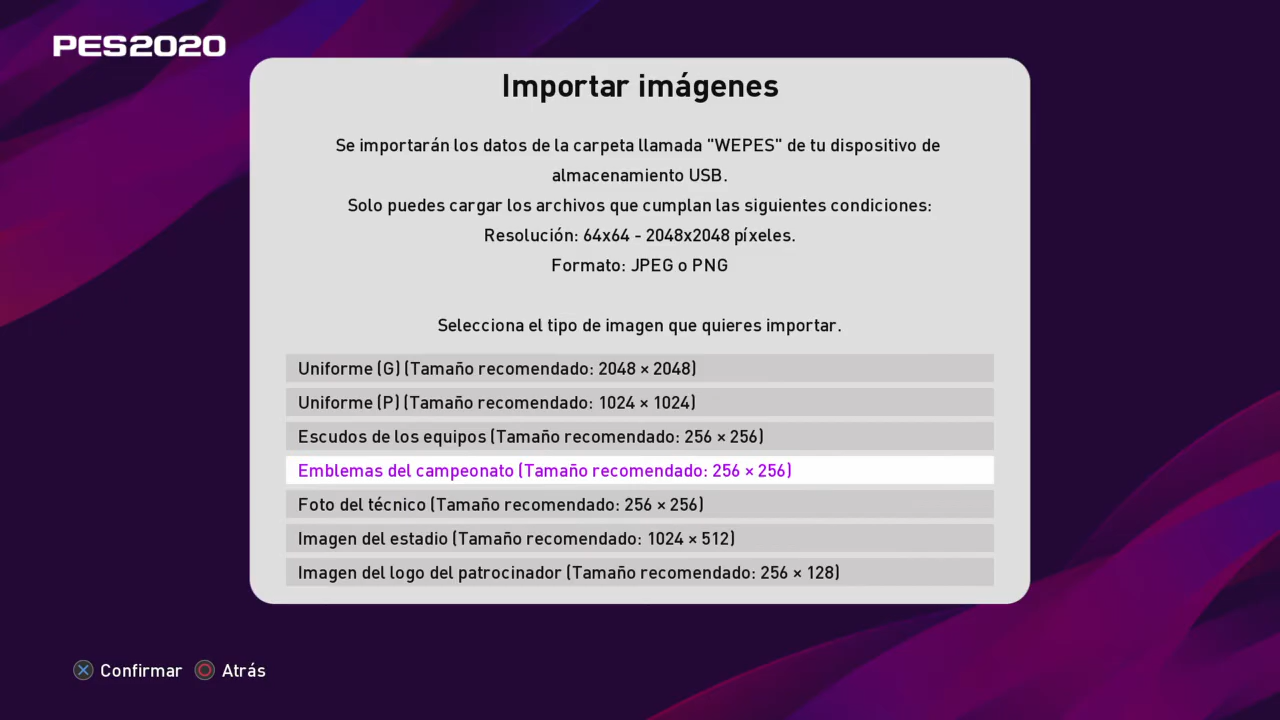 PES2020
Importar imágenes
Se importarán los datos de la carpeta llamada "WEPES" de tu dispositivo de
almacenamiento USB.
Solo puedes cargar los archivos que cumplan las siguientes condiciones:
Resolución: 64x64 - 2048x2048 píxeles.
Formato: JPEG o PNG
Selecciona el tipo de imagen que quieres importar.
Uniforme (G) (Tamaño recomendado: 2048 × 2048)
Uniforme (P) (Tamaño recomendado: 1024 × 1024)
Escudos de los equipos (Tamaño recomendado: 256 × 256)
Emblemas del campeonato (Tamaño recomendado: 256 × 256)
Foto del técnico (Tamaño recomendado: 256 × 256)
Imagen del estadio (Tamaño recomendado: 1024 × 512)
Imagen del logo del patrocinador (Tamaño recomendado: 256 × 128)
Confirmar Atrás